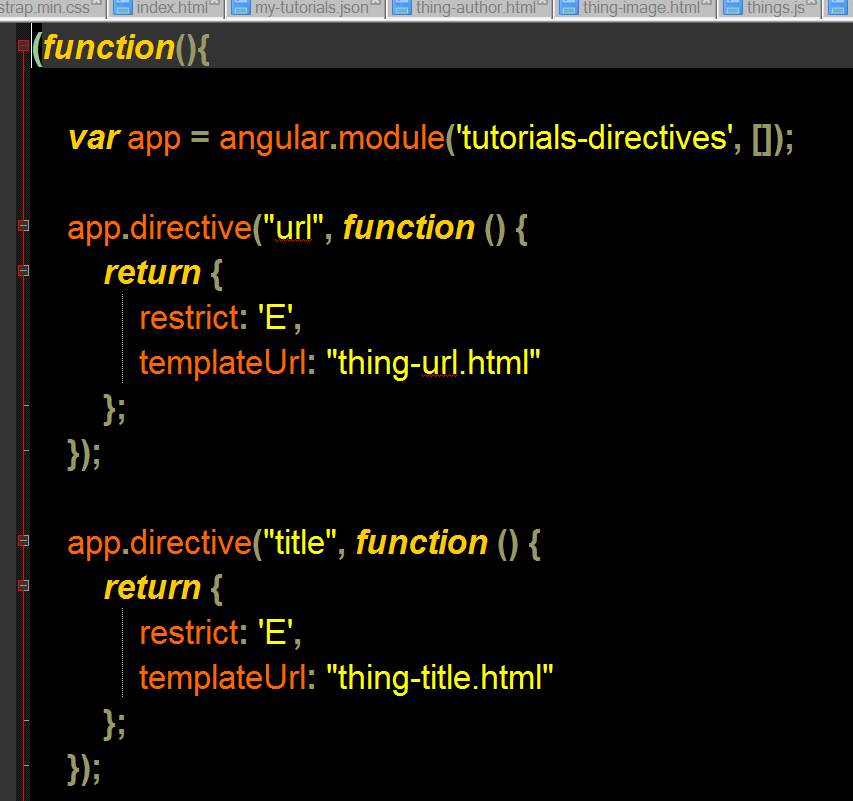 strap.min.css index.html my-tutorials.json thing-author.html thing-image.html things.js
(function(){
var app = angular.module('tutorials-directives', []);
app.directive("url", function () {
return {
restrict: 'E',
templateUrl: "thing-url.html"
};
});
app.directive("title", function () {
return {
restrict: 'E',
templateUrl: "thing-title.html"
};
});